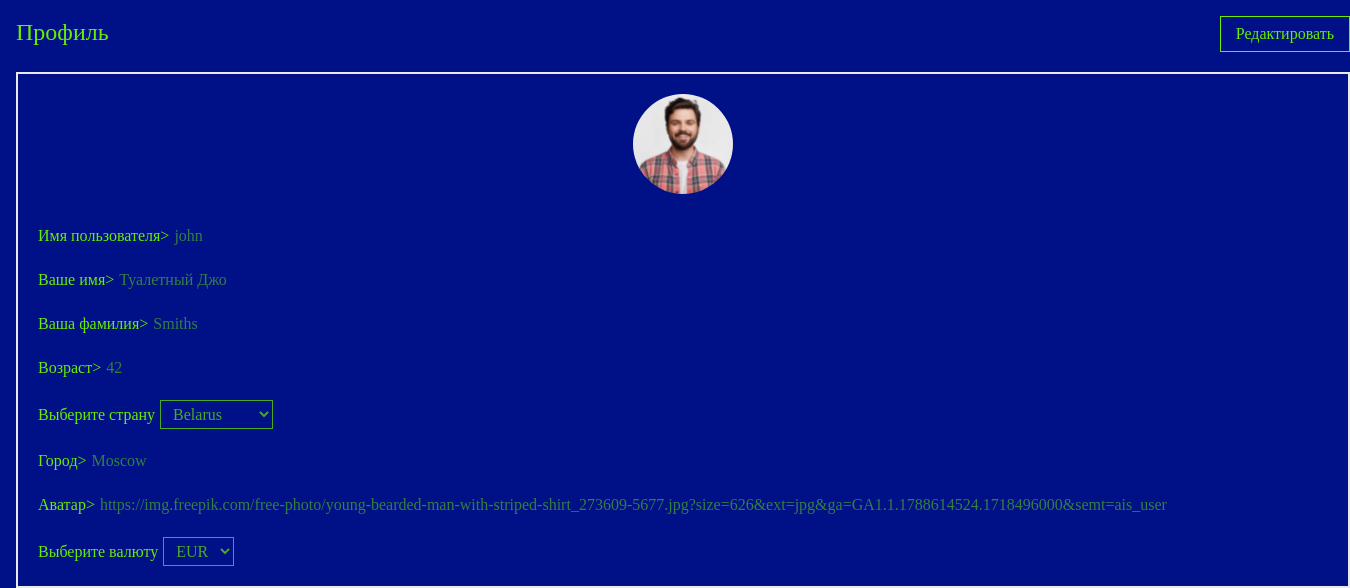 Профиль
Редактировать
Имя пользователя> john
Ваше имя> Туалетный Джо
Ваша фамилия> Smiths
Возраст> 42
Выберите страну Belarus
Город> Moscow
Аватар> https://img.freepik.com/free-photo/young-bearded-man-with-striped-shirt_273609-5677.jpg?size=626&ext=jpg&ga=GA1.1.1788614524.1718496000&semt=ais_user
Выберите валюту EUR